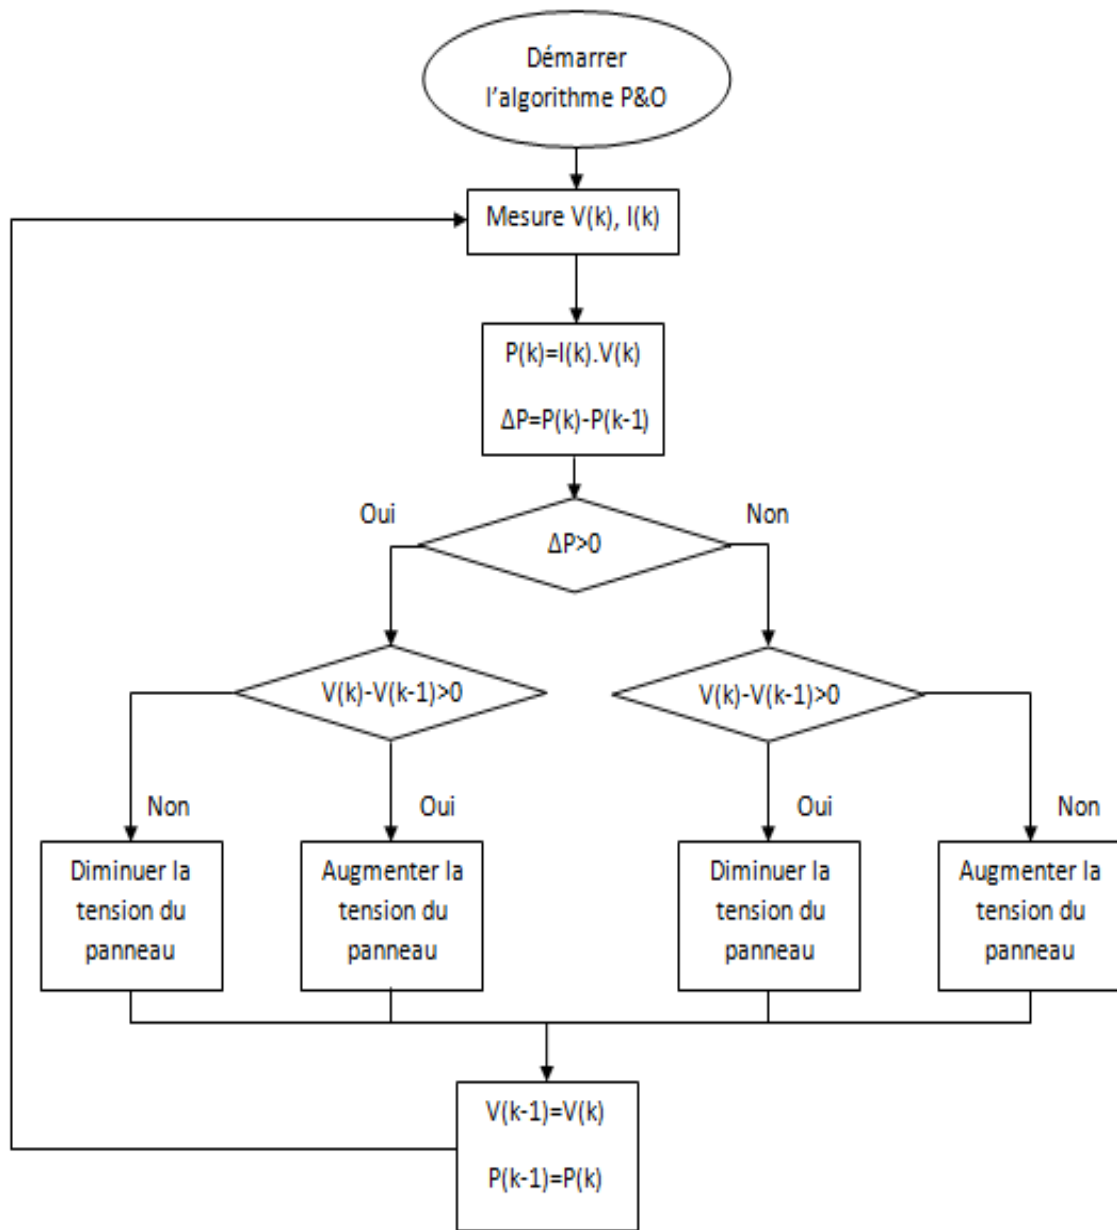 Démarrer
l'algorithme P&O
Mesure V(k), I(k)
P(k)=I(k).V(k)
ΔP=P(k)-P(k-1)
Oui
Non
ΔP>0
V(k)-V(k-1)>0
V(k)-V(k-1)>0
Non
Oui
Oui
Non
Diminuer la
tension du
panneau
Augmenter la
tension du
panneau
Diminuer la
tension du
panneau
Augmenter la
tension du
panneau
V(k-1)=V(k)
P(k-1)=P(k)